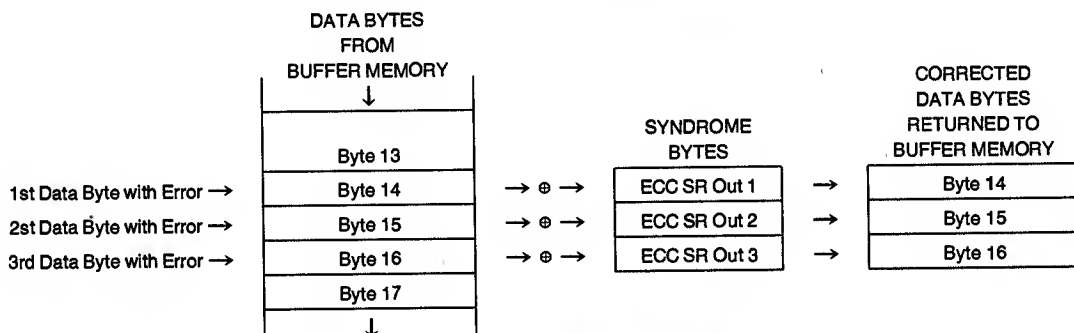 DATA BYTES
FROM
BUFFER MEMORY
↓
Byte 13
1st Data Byte with Error → Byte 14 → ⊕ →
2st Data Byte with Error → Byte 15 → ⊕ →
3rd Data Byte with Error → Byte 16 → ⊕ →
Byte 17
↓
SYNDROME
BYTES
ECC SR Out 1 →
ECC SR Out 2 →
ECC SR Out 3 →
CORRECTED
DATA BYTES
RETURNED TO
BUFFER MEMORY
Byte 14
Byte 15
Byte 16